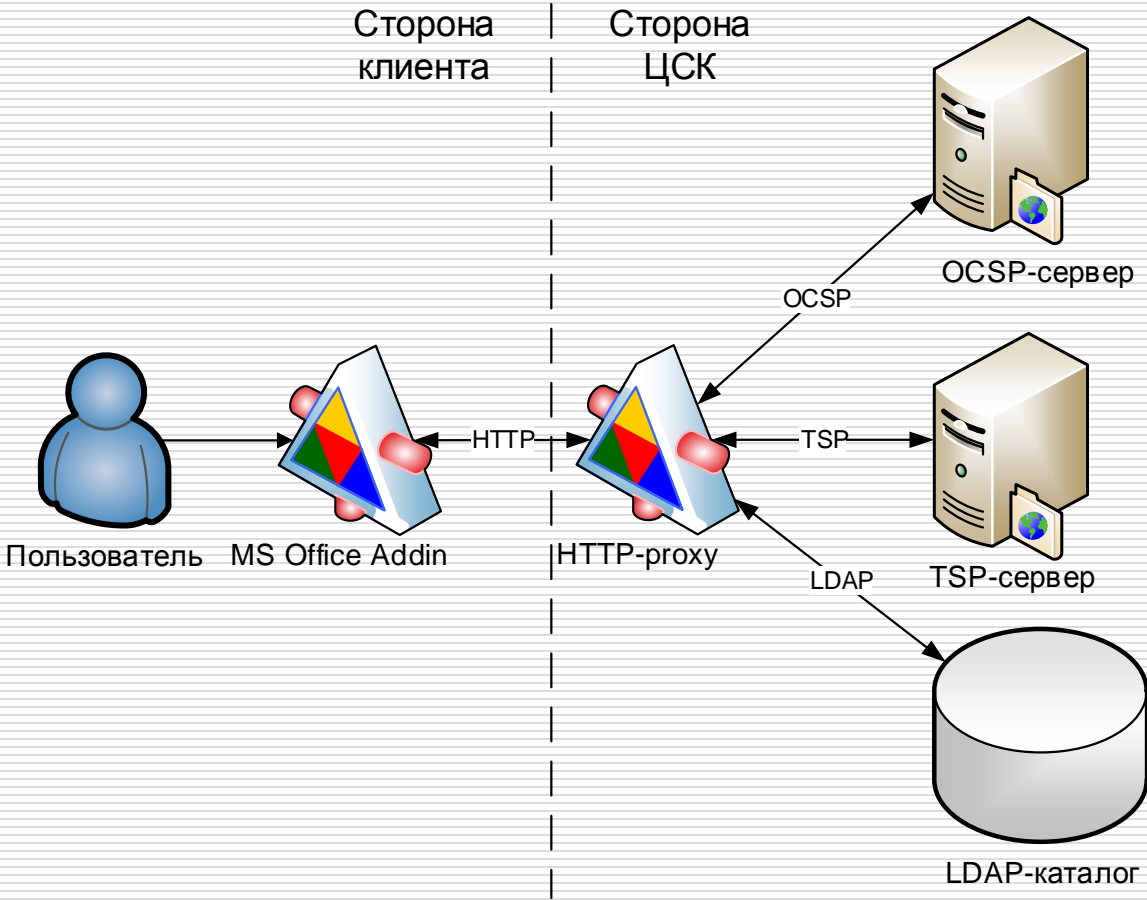 Сторона
клиента
Сторона
ЦСК
OCSP-сервер
OCSP
HTTP
TSP
Пользователь
MS Office Addin
HTTP-proxy
LDAP
TSP-сервер
LDAP-каталог